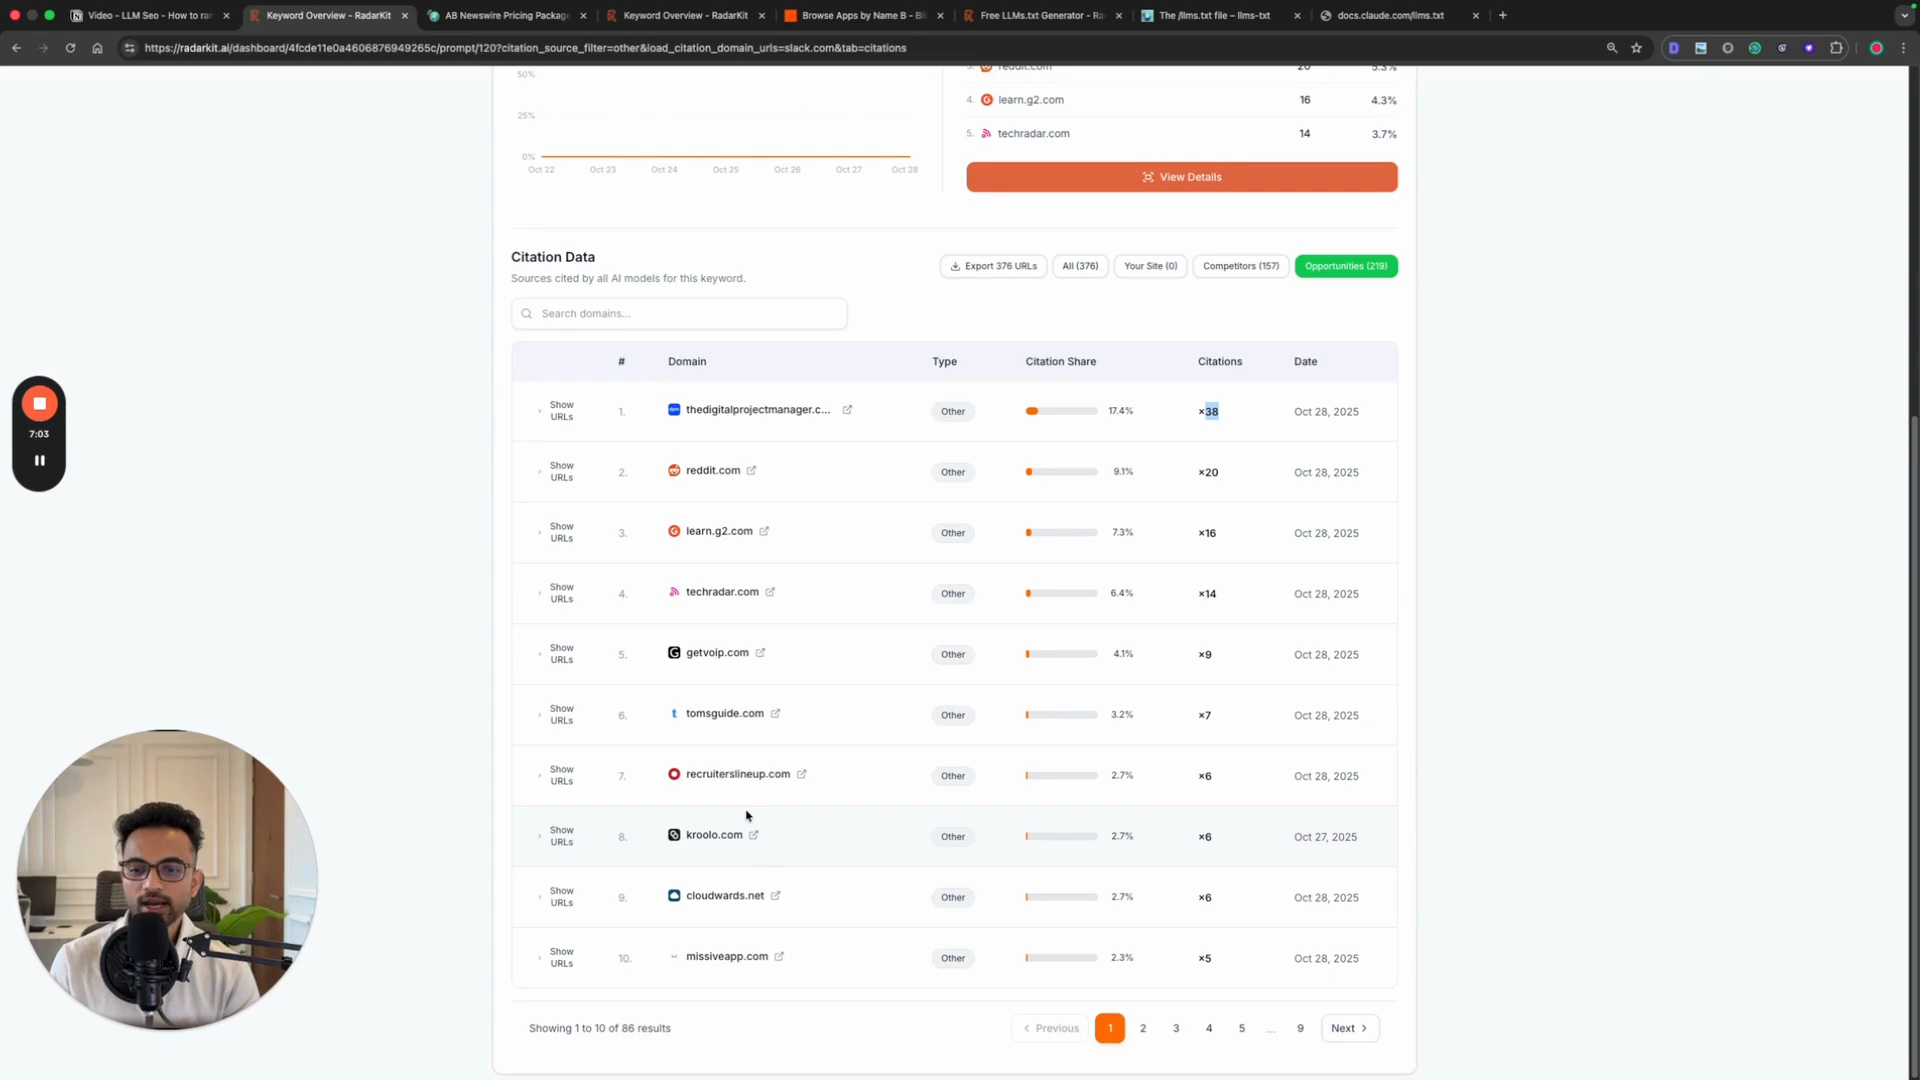 Video - LLM Seo - How to ra
Keyword Overview - RadarKit
AB Newswire Pricing Package
Keyword Overview - RadarKit
Browse Apps by Name B - Bi
Free LLMs.txt Generator - Ra
The /llms.txt file – llms-txt
docs.claude.com/llms.txt
https://radarkit.ai/dashboard/4fcde11e0a4606876949265c/prompt/120?citation_source_filter=other&load_citation_domain_urls=slack.com&tab=citations
50%
25%
0%
Oct 22 Oct 23 Oct 24 Oct 25 Oct 26 Oct 27 Oct 28
3. reddit.com 20 5.3%
4. learn.g2.com 16 4.3%
5. techradar.com 14 3.7%
View Details
Citation Data
Sources cited by all AI models for this keyword.
Export 376 URLs All (376) Your Site (0) Competitors (157) Opportunities (219)
Search domains...
# Domain Type Citation Share Citations Date
Show URLs 1. thedigitalprojectmanager.c... Other 17.4% ×38 Oct 28, 2025
Show URLs 2. reddit.com Other 9.1% ×20 Oct 28, 2025
Show URLs 3. learn.g2.com Other 7.3% ×16 Oct 28, 2025
Show URLs 4. techradar.com Other 6.4% ×14 Oct 28, 2025
Show URLs 5. getvoip.com Other 4.1% ×9 Oct 28, 2025
Show URLs 6. tomsguide.com Other 3.2% ×7 Oct 28, 2025
Show URLs 7. recruiterslineup.com Other 2.7% ×6 Oct 28, 2025
Show URLs 8. kroolo.com Other 2.7% ×6 Oct 27, 2025
Show URLs 9. cloudwards.net Other 2.7% ×6 Oct 28, 2025
Show URLs 10. missiveapp.com Other 2.3% ×5 Oct 28, 2025
7:03
Showing 1 to 10 of 86 results
Previous 1 2 3 4 5 ... 9 Next